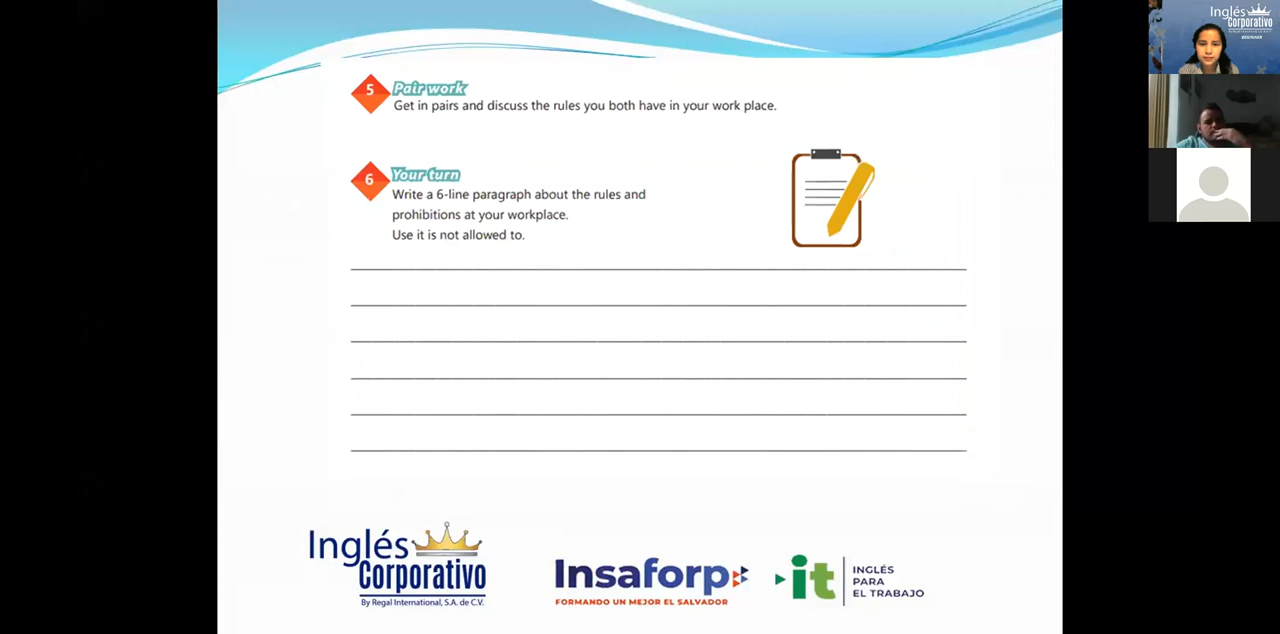 5 Pair work
Get in pairs and discuss the rules you both have in your work place.
6 Your turn
Write a 6-line paragraph about the rules and
prohibitions at your workplace.
Use it is not allowed to.
Inglés
Corporativo
By Regal International, S.A. de C.V.
Insaforp
FORMANDO UN MEJOR EL SALVADOR
it
INGLÉS
PARA
EL TRABAJO
Inglés
Corporativo
BEGINNER